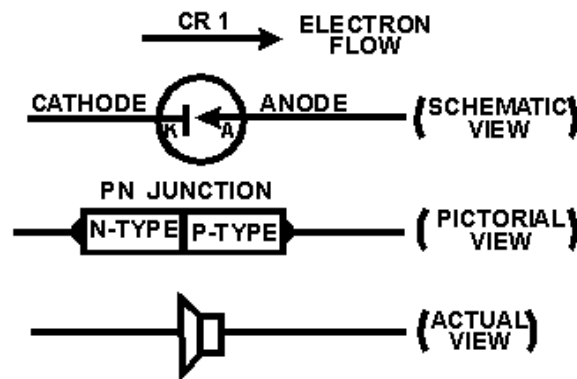 CR 1 ELECTRON
FLOW
CATHODE ANODE (SCHEMATIC
VIEW)
K A
PN JUNCTION
N-TYPE P-TYPE (PICTORIAL
VIEW)
(ACTUAL
VIEW)